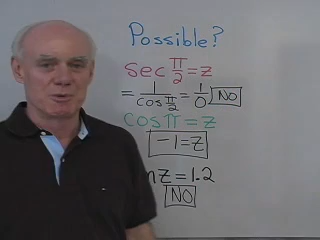 Possible?
sec π/2 = z
= 1/cos π/2 = 1/0 NO
cos π = z
-1 = z
z = 1.2
NO